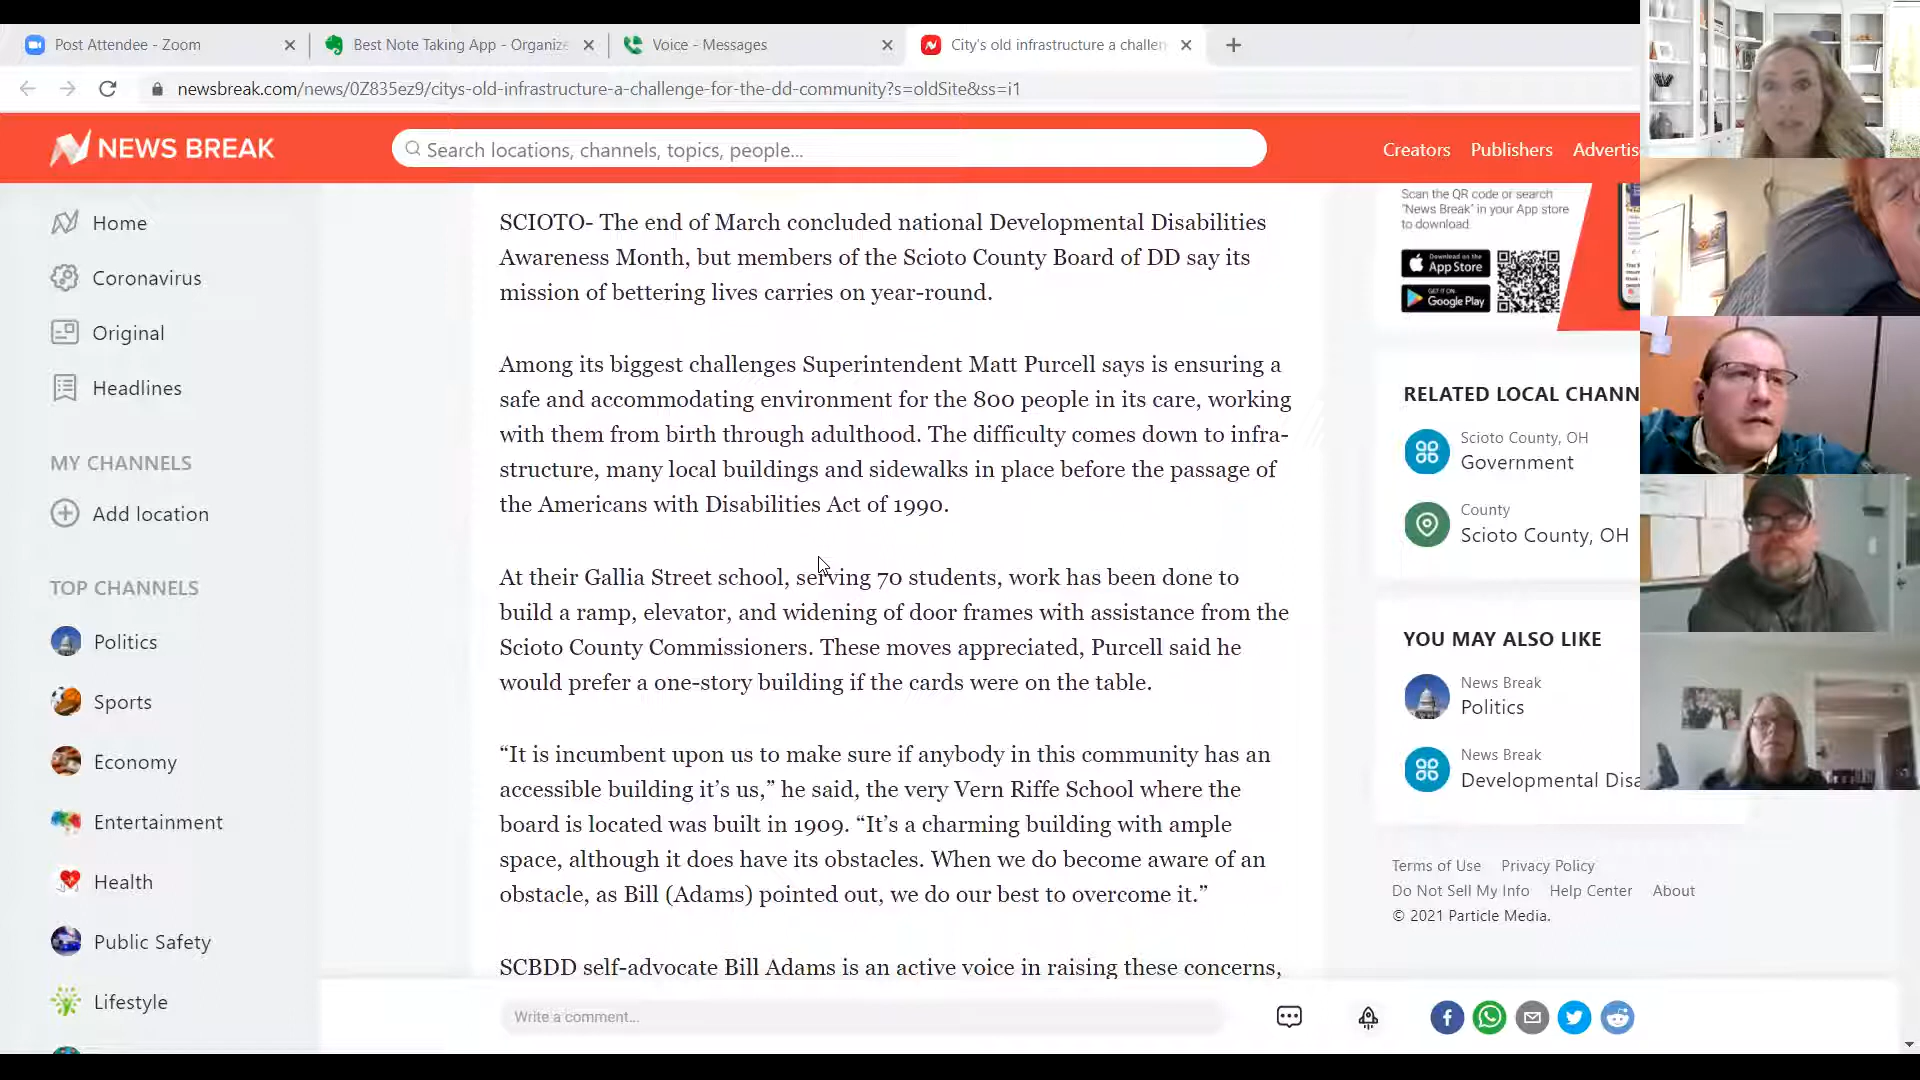 Post Attendee - Zoom
Best Note Taking App - Organize
Voice - Messages
City's old infrastructure a challen
newsbreak.com/news/0Z835ez9/citys-old-infrastructure-a-challenge-for-the-dd-community?s=oldSite&ss=i1
NEWS BREAK
Search locations, channels, topics, people...
Creators
Publishers
Advertis
Home
Coronavirus
Original
Headlines
MY CHANNELS
Add location
TOP CHANNELS
Politics
Sports
Economy
Entertainment
Health
Public Safety
Lifestyle
SCIOTO- The end of March concluded national Developmental Disabilities
Awareness Month, but members of the Scioto County Board of DD say its
mission of bettering lives carries on year-round.
Among its biggest challenges Superintendent Matt Purcell says is ensuring a
safe and accommodating environment for the 800 people in its care, working
with them from birth through adulthood. The difficulty comes down to infra-
structure, many local buildings and sidewalks in place before the passage of
the Americans with Disabilities Act of 1990.
At their Gallia Street school, serving 70 students, work has been done to
build a ramp, elevator, and widening of door frames with assistance from the
Scioto County Commissioners. These moves appreciated, Purcell said he
would prefer a one-story building if the cards were on the table.
“It is incumbent upon us to make sure if anybody in this community has an
accessible building it’s us,” he said, the very Vern Riffe School where the
board is located was built in 1909. “It’s a charming building with ample
space, although it does have its obstacles. When we do become aware of an
obstacle, as Bill (Adams) pointed out, we do our best to overcome it.”
SCBDD self-advocate Bill Adams is an active voice in raising these concerns,
Write a comment...
Scan the QR code or search
"News Break" in your App store
to download.
Download on the
App Store
GET IT ON
Google Play
RELATED LOCAL CHANN
Scioto County, OH
Government
County
Scioto County, OH
YOU MAY ALSO LIKE
News Break
Politics
News Break
Developmental Disa
Terms of Use
Privacy Policy
Do Not Sell My Info
Help Center
About
© 2021 Particle Media.